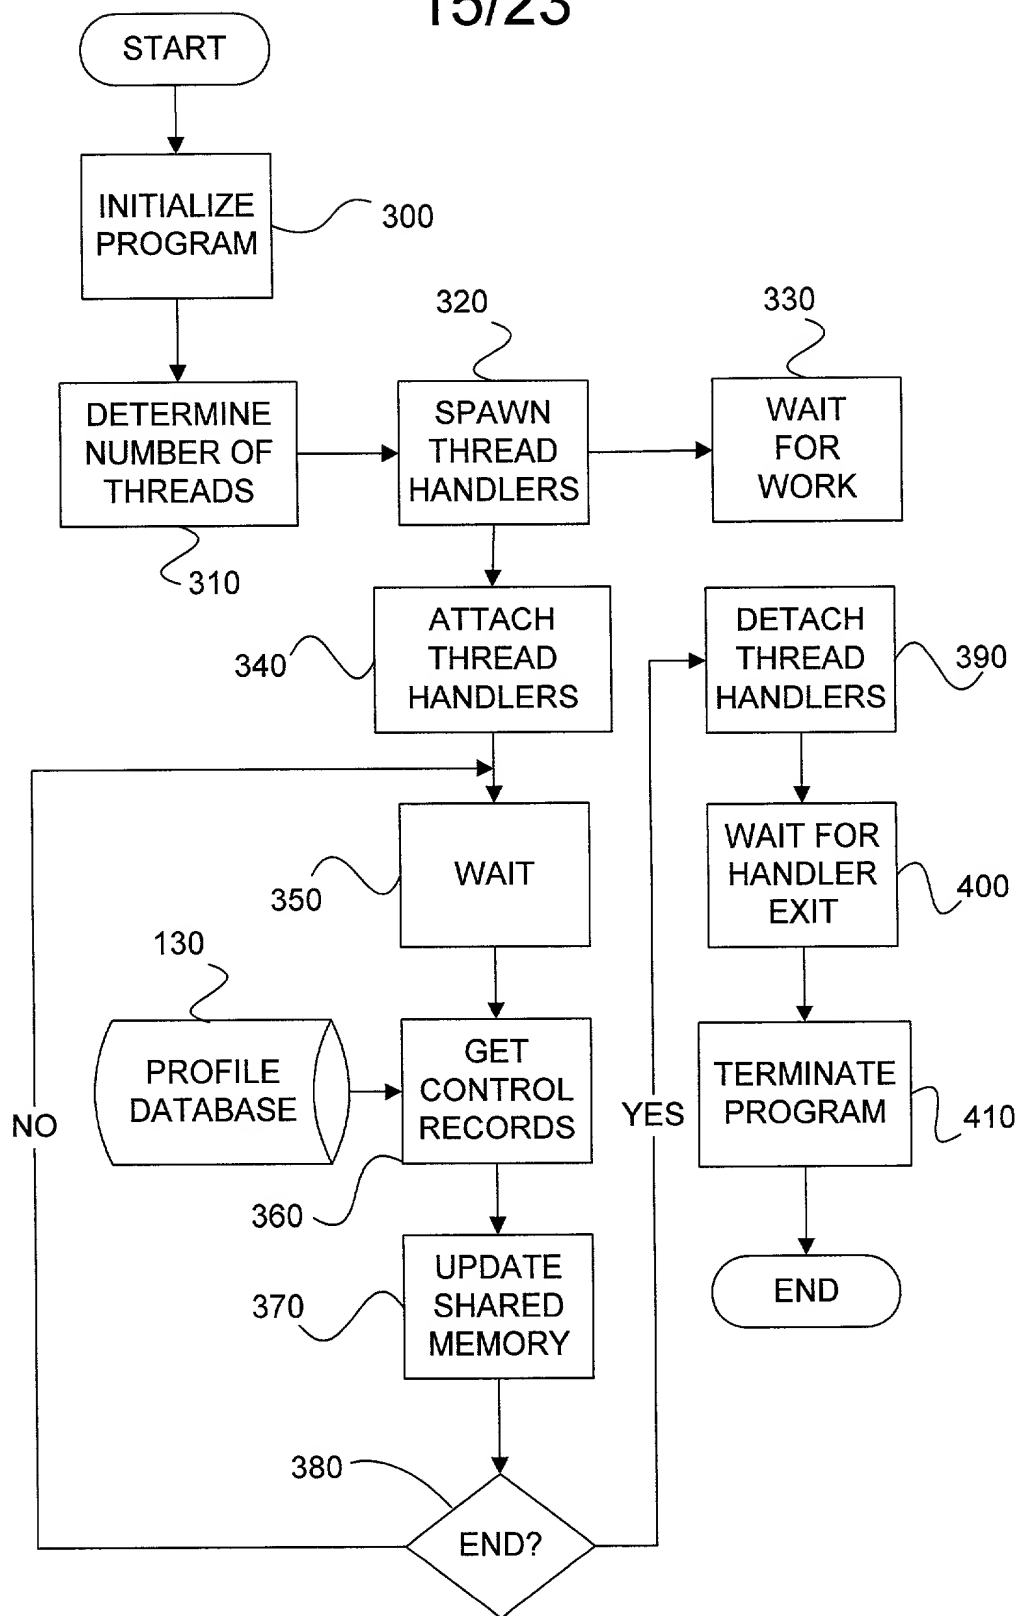 15/23
START
INITIALIZE
PROGRAM
300
320
330
DETERMINE
NUMBER OF
THREADS
SPAWN
THREAD
HANDLERS
WAIT
FOR
WORK
310
ATTACH
THREAD
HANDLERS
340
DETACH
THREAD
HANDLERS
390
WAIT
350
WAIT FOR
HANDLER
EXIT
400
130
PROFILE
DATABASE
GET
CONTROL
RECORDS
360
NO
YES
TERMINATE
PROGRAM
410
UPDATE
SHARED
MEMORY
370
END
380
END?